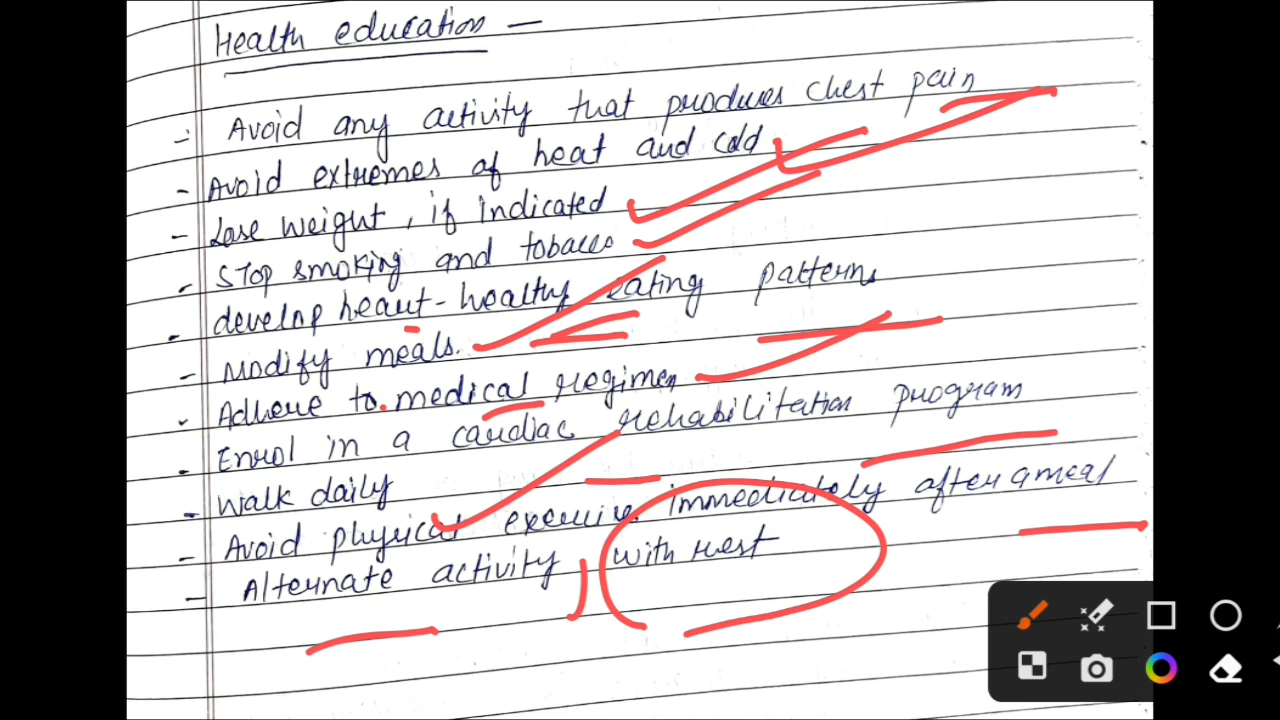 Health education -
- Avoid any activity that produces chest pain
- Avoid extremes of heat and cold
- Lose weight, if indicated
- Stop smoking and tobacco
- develop heart-healthy eating patterns
- Modify meals.
- Adhere to medical regimen
- Enrol in a cardiac rehabilitation program
- Walk daily
- Avoid physical exercise immediately after a meal
- Alternate activity with rest